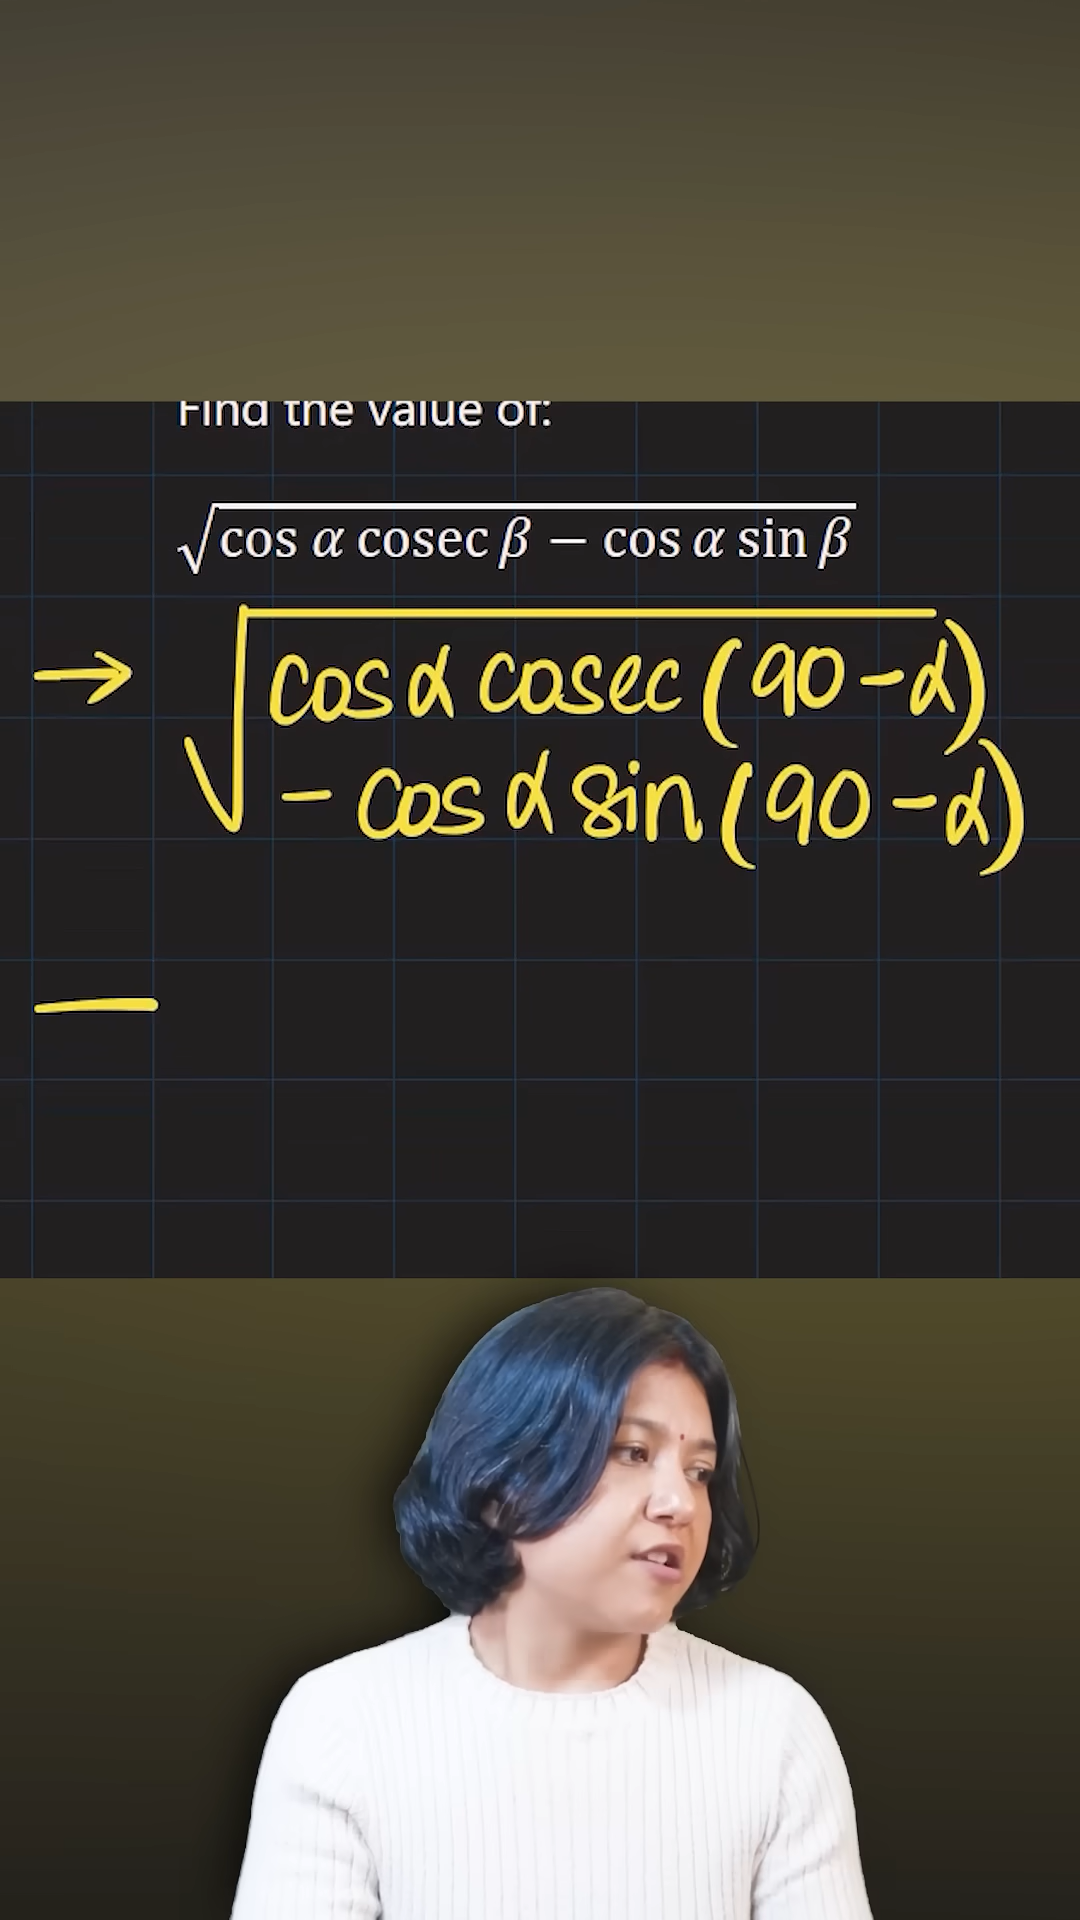 Find the value of:
√cos α cosec β − cos α sin β
→ √cos α cosec (90 - α)
- cos α sin (90 - α)